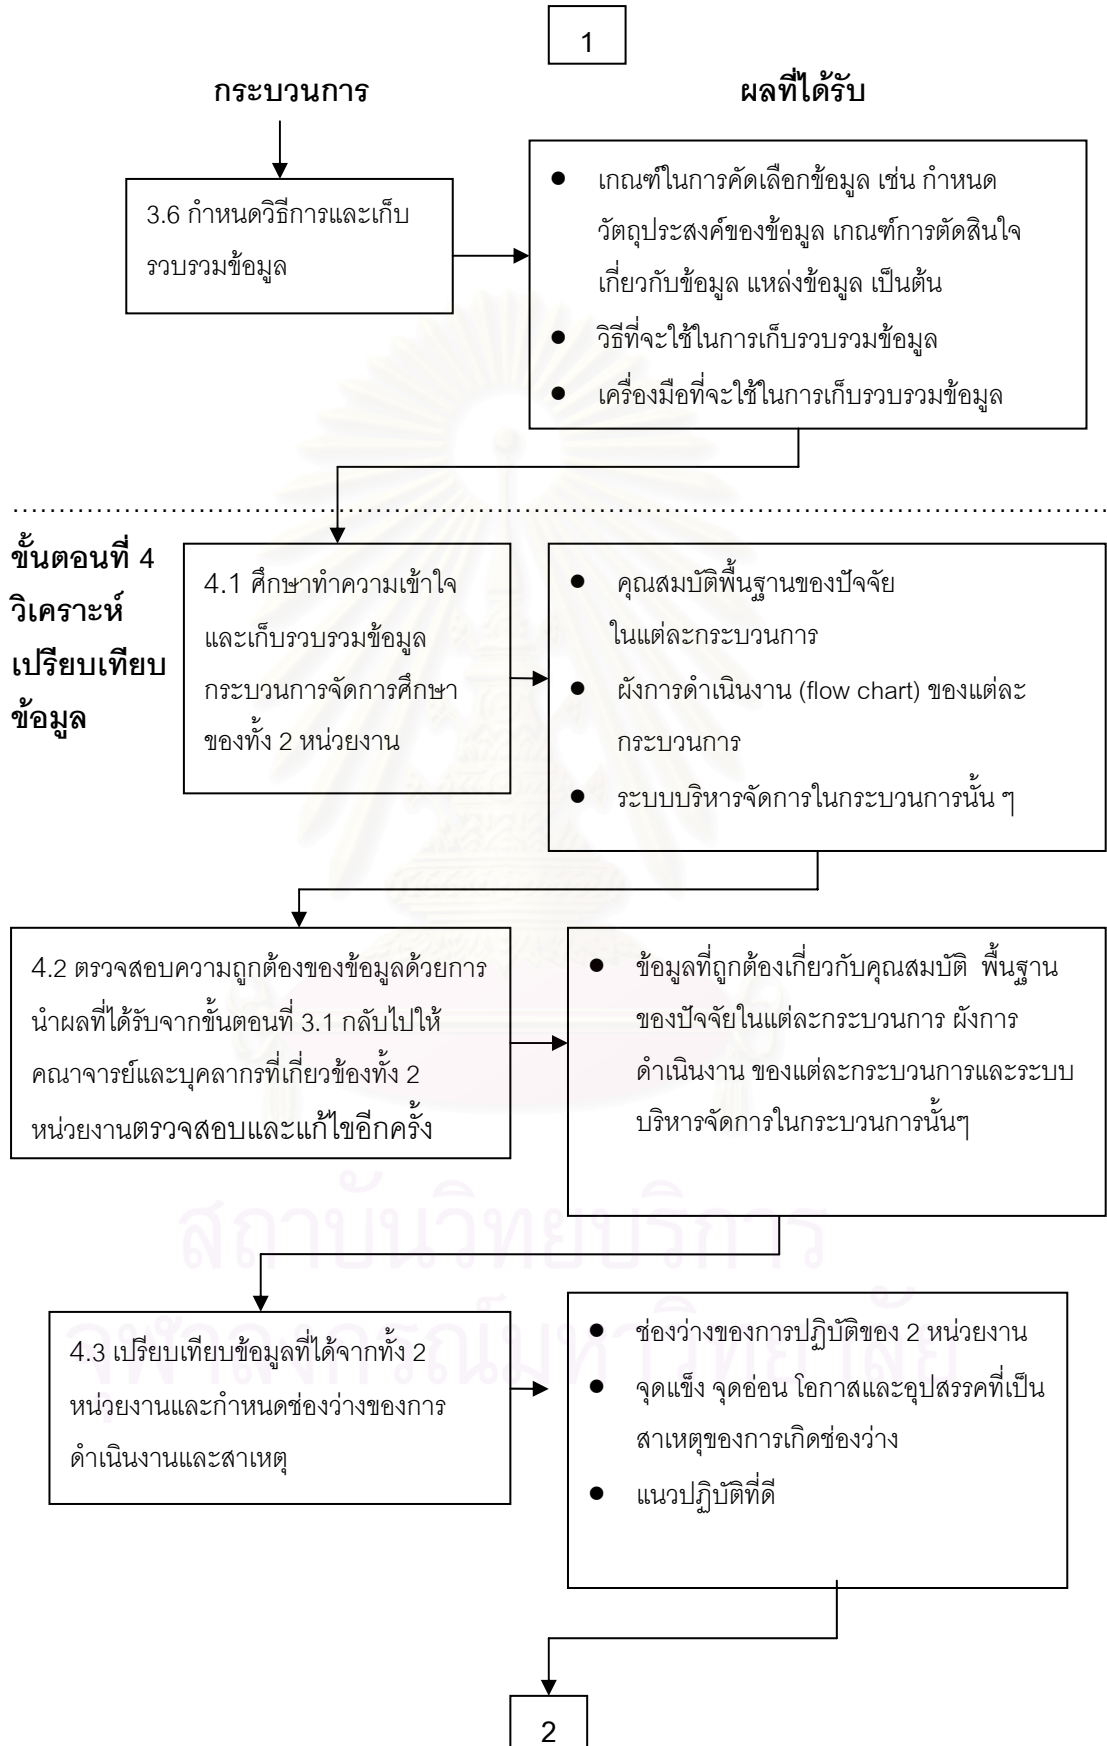 1
กระบวนการ
ผลที่ได้รับ
3.6 กำหนดวิธีการและเก็บ
รวบรวมข้อมูล
● เกณฑ์ในการคัดเลือกข้อมูล เช่น กำหนด
วัตถุประสงค์ของข้อมูล เกณฑ์การตัดสินใจ
เกี่ยวกับข้อมูล แหล่งข้อมูล เป็นต้น
● วิธีที่จะใช้ในการเก็บรวบรวมข้อมูล
● เครื่องมือที่จะใช้ในการเก็บรวบรวมข้อมูล
ขั้นตอนที่ 4
วิเคราะห์
เปรียบเทียบ
ข้อมูล
4.1 ศึกษาทำความเข้าใจ
และเก็บรวบรวมข้อมูล
กระบวนการจัดการศึกษา
ของทั้ง 2 หน่วยงาน
● คุณสมบัติพื้นฐานของปัจจัย
ในแต่ละกระบวนการ
● ผังการดำเนินงาน (flow chart) ของแต่ละ
กระบวนการ
● ระบบบริหารจัดการในกระบวนการนั้น ๆ
4.2 ตรวจสอบความถูกต้องของข้อมูลด้วยการ
นำผลที่ได้รับจากขั้นตอนที่ 3.1 กลับไปให้
คณาจารย์และบุคลากรที่เกี่ยวข้องทั้ง 2
หน่วยงานตรวจสอบและแก้ไขอีกครั้ง
● ข้อมูลที่ถูกต้องเกี่ยวกับคุณสมบัติ พื้นฐาน
ของปัจจัยในแต่ละกระบวนการ ผังการ
ดำเนินงาน ของแต่ละกระบวนการและระบบ
บริหารจัดการในกระบวนการนั้นๆ
สถาบันวิทยบริการ
จุฬาลงกรณ์มหาวิทยาลัย
4.3 เปรียบเทียบข้อมูลที่ได้จากทั้ง 2
หน่วยงานและกำหนดช่องว่างของการ
ดำเนินงานและสาเหตุ
● ช่องว่างของการปฏิบัติของ 2 หน่วยงาน
● จุดแข็ง จุดอ่อน โอกาสและอุปสรรคที่เป็น
สาเหตุของการเกิดช่องว่าง
● แนวปฏิบัติที่ดี
2